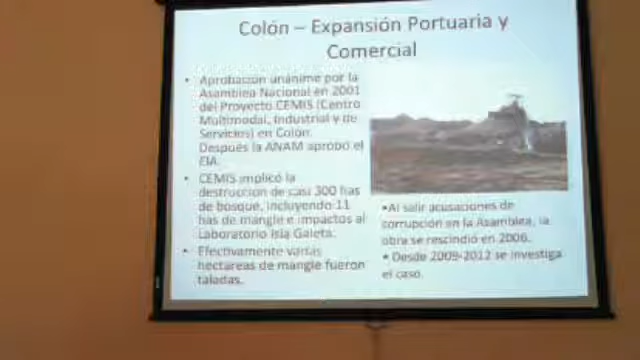 Colón – Expansión Portuaria y
Comercial
• Aprobación unánime por la
Asamblea Nacional en 2001
del Proyecto CEMIS (Centro
Multimodal, Industrial y de
Servicios) en Colón.
Después la ANAM aprobó el
EIA.
• CEMIS implicó la
destrucción de casi 300 has
de bosque, incluyendo 11
has de mangle e impactos al
Laboratorio Isla Galeta.
• Efectivamente varias
hectareas de mangle fueron
taladas.
•Al salir acusaciones de
corrupción en la Asamblea, la
obra se rescindió en 2006.
• Desde 2009-2012 se investiga
el caso.